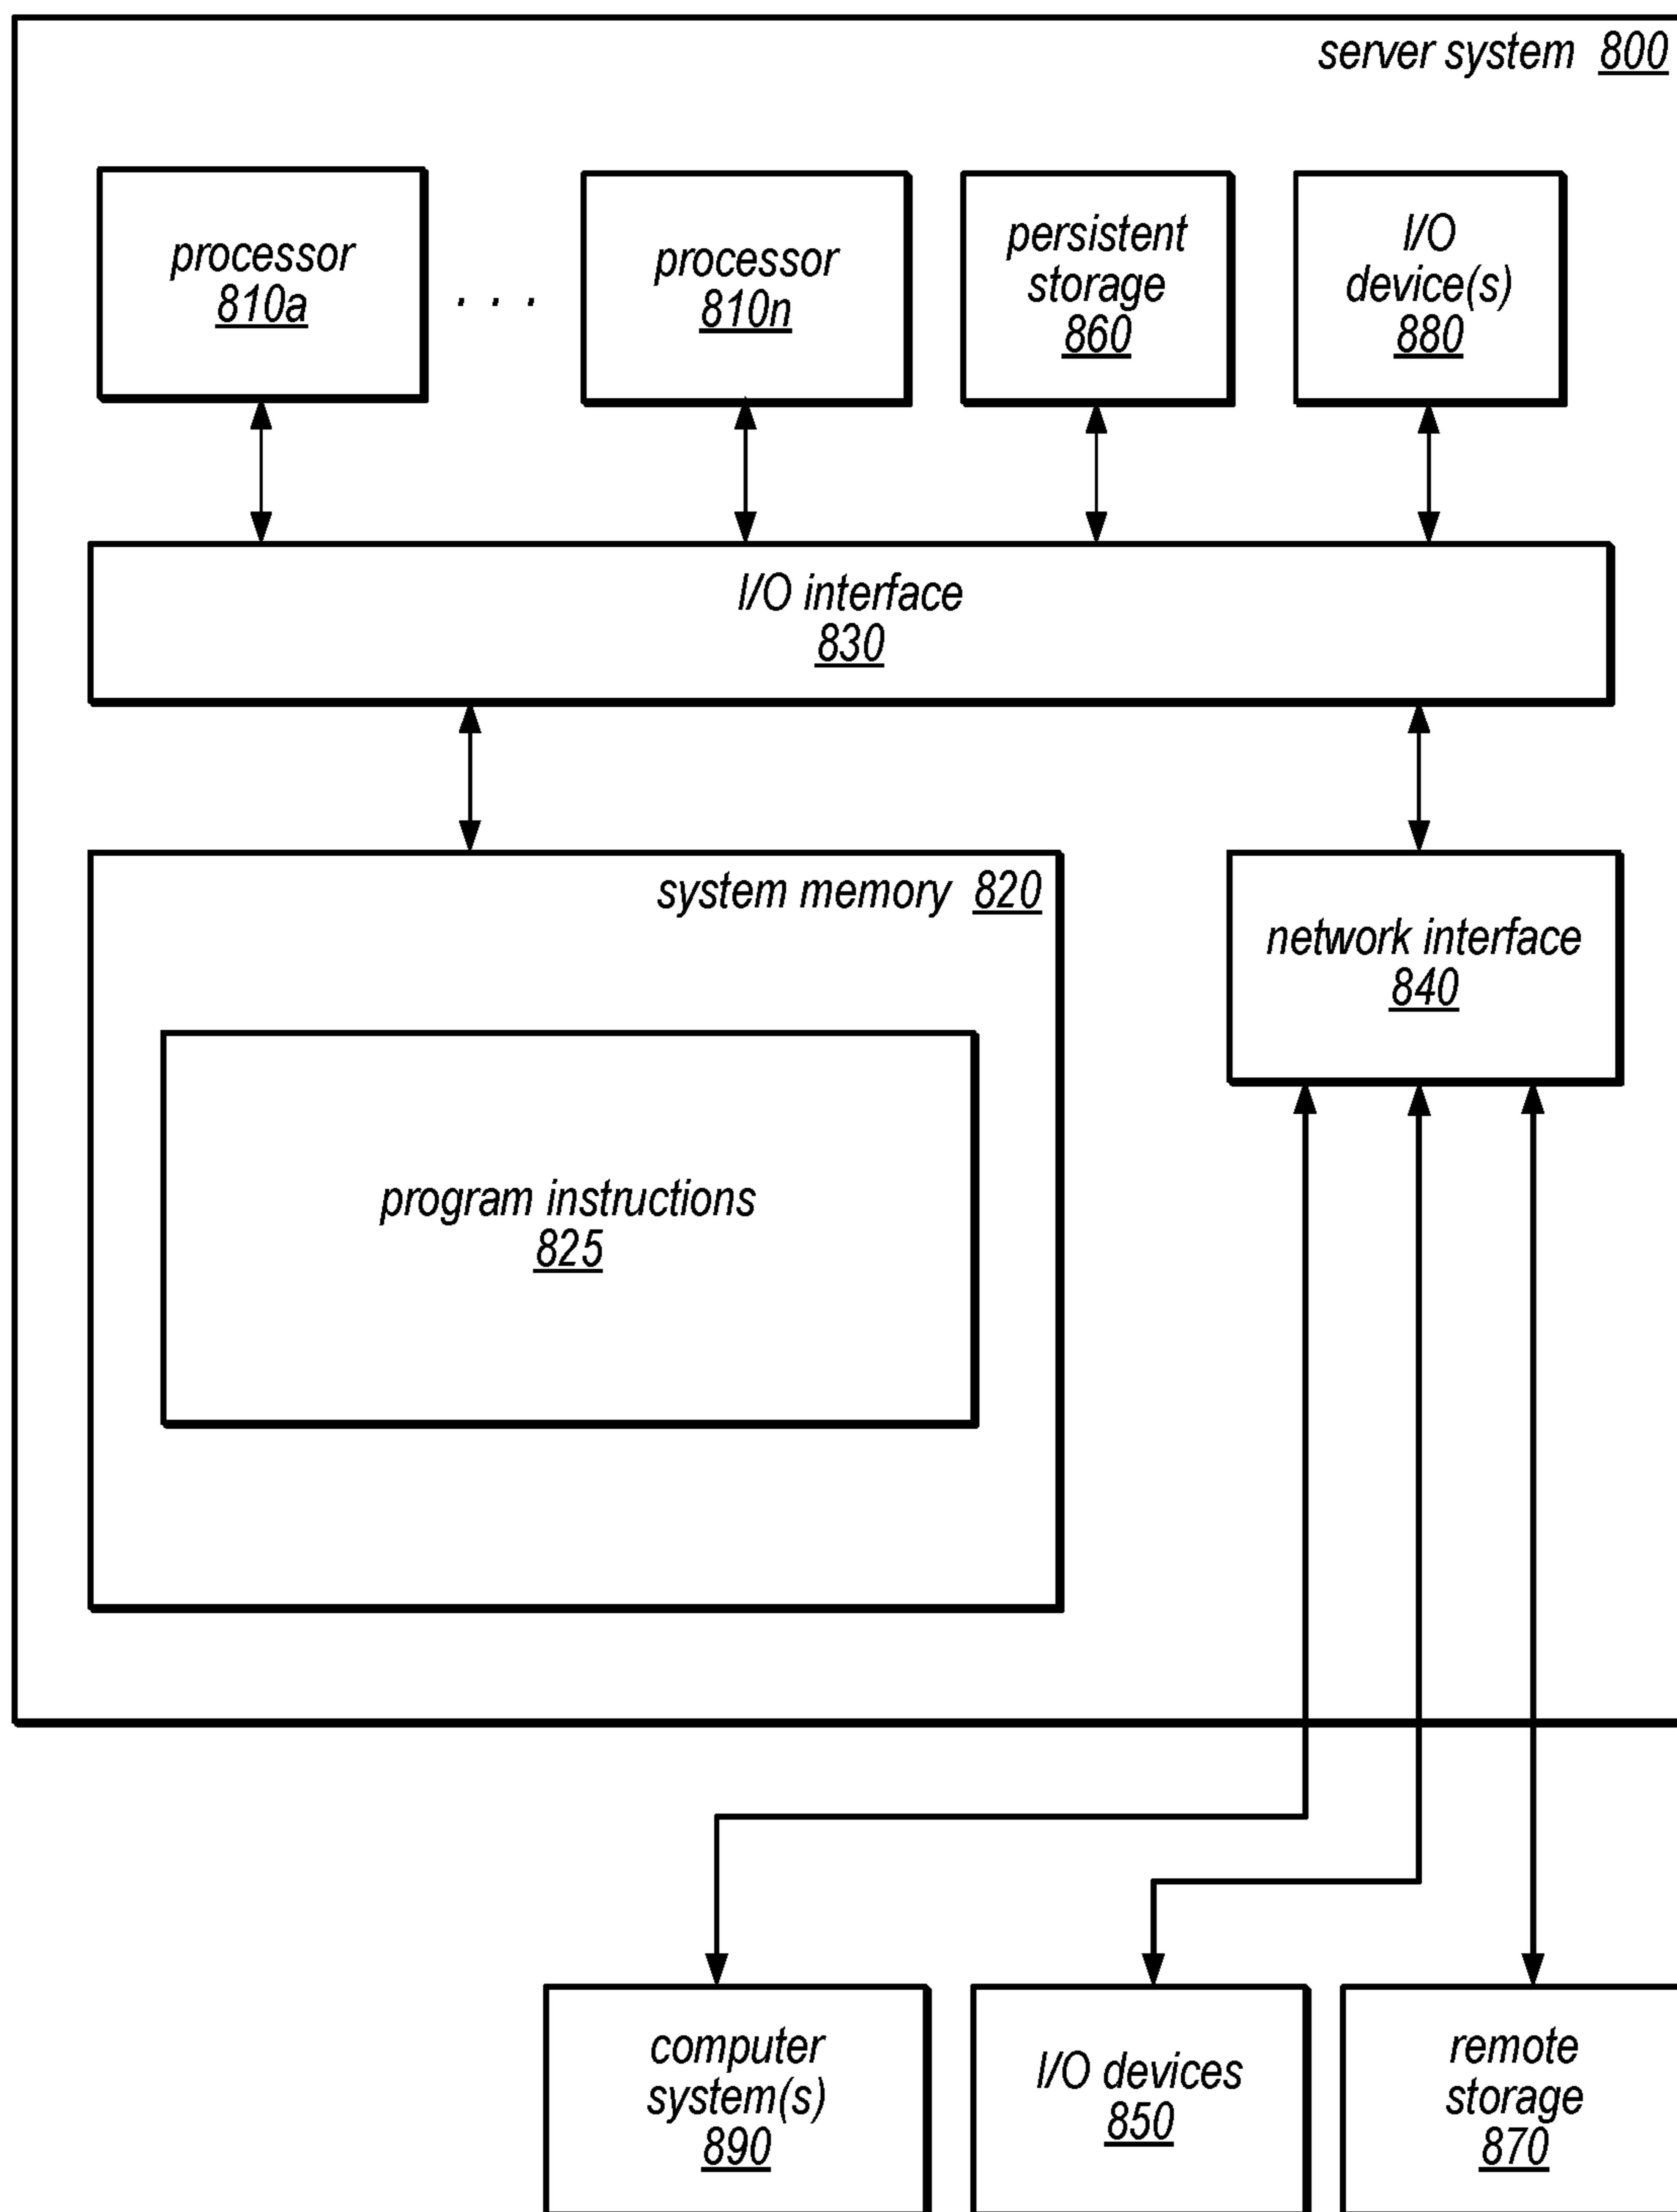 server system 800
processor
810a
. . .
processor
810n
persistent
storage
860
I/O
device(s)
880
I/O interface
830
system memory 820
network interface
840
program instructions
825
computer
system(s)
890
I/O devices
850
remote
storage
870